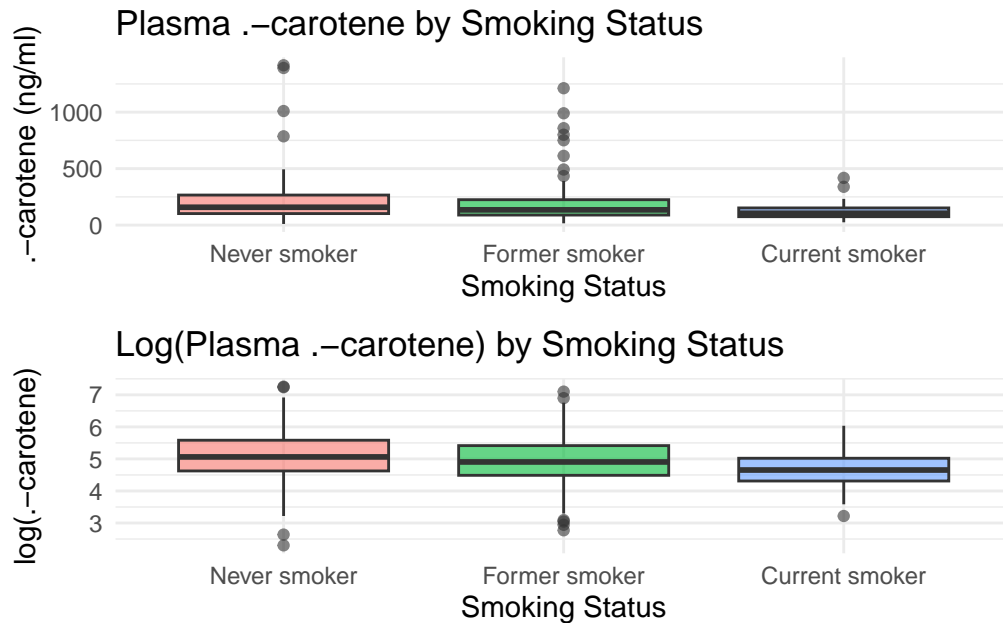 Plasma .−carotene by Smoking Status
.−carotene (ng/ml)
1000
500
0
Never smoker
Former smoker
Current smoker
Smoking Status
Log(Plasma .−carotene) by Smoking Status
log(.−carotene)
7
6
5
4
3
Never smoker
Former smoker
Current smoker
Smoking Status